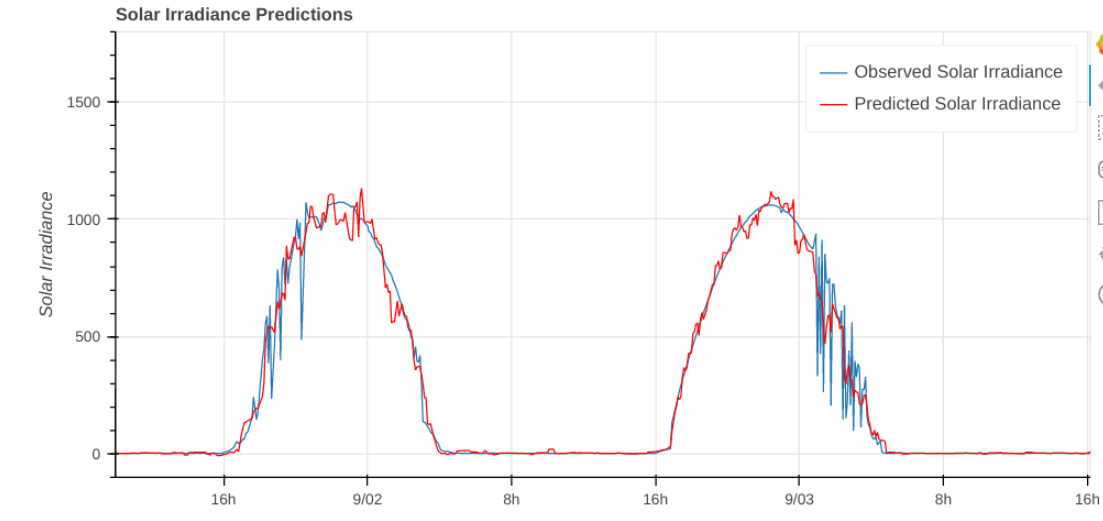 Solar Irradiance Predictions
Observed Solar Irradiance
Predicted Solar Irradiance
Solar Irradiance
1500
1000
500
0
16h
9/02
8h
16h
9/03
8h
16h